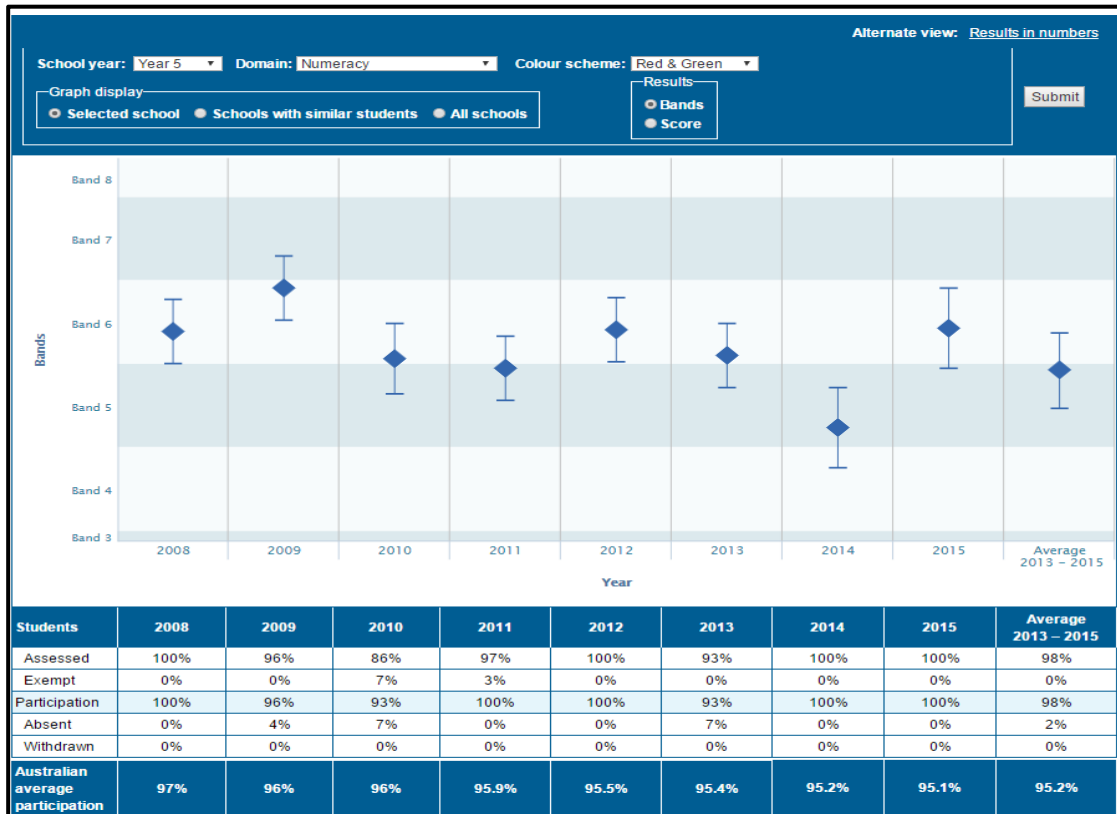 Alternate view: Results in numbers
School year: Year 5 Domain: Numeracy Colour scheme: Red & Green
Graph display Results
Selected school Schools with similar students All schools Bands
Score
Submit
Band 8
Band 7
Band 6
Band 5
Band 4
Band 3
Bands
2008 2009 2010 2011 2012 2013 2014 2015 Average
2013 – 2015
Year
Students 2008 2009 2010 2011 2012 2013 2014 2015 Average
2013 – 2015
Assessed 100% 96% 86% 97% 100% 93% 100% 100% 98%
Exempt 0% 0% 7% 3% 0% 0% 0% 0% 0%
Participation 100% 96% 93% 100% 100% 93% 100% 100% 98%
Absent 0% 4% 7% 0% 0% 7% 0% 0% 2%
Withdrawn 0% 0% 0% 0% 0% 0% 0% 0% 0%
Australian
average
participation 97% 96% 96% 95.9% 95.5% 95.4% 95.2% 95.1% 95.2%